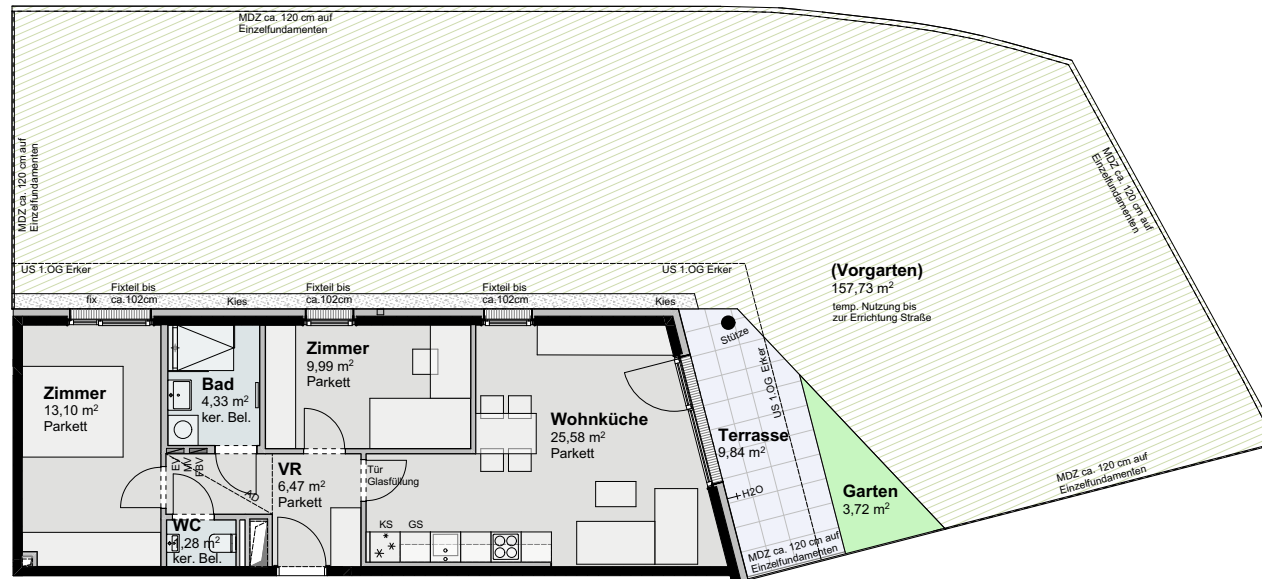 MDZ ca. 120 cm auf
Einzelfundamenten
MDZ ca. 120 cm auf
Einzelfundamenten
MDZ ca. 120 cm auf
Einzelfundamenten
US 1.OG Erker
US 1.OG Erker
(Vorgarten)
157,73 m²
temp. Nutzung bis
zur Errichtung Straße
Fixteil bis
ca.102cm
fix
Kies
Fixteil bis
ca.102cm
Fixteil bis
ca.102cm
Kies
Stütze
US 1.OG Erker
Zimmer
13,10 m²
Parkett
Bad
4,33 m²
ker. Bel.
Zimmer
9,99 m²
Parkett
Wohnküche
25,58 m²
Parkett
Terrasse
9,84 m²
EV
MV
FBV
AD
VR
6,47 m²
Parkett
Tür
Glasfüllung
H2O
Garten
3,72 m²
MDZ ca. 120 cm auf
Einzelfundamenten
WC
,28 m²
ker. Bel.
KS
GS
MDZ ca. 120 cm auf
Einzelfundamenten